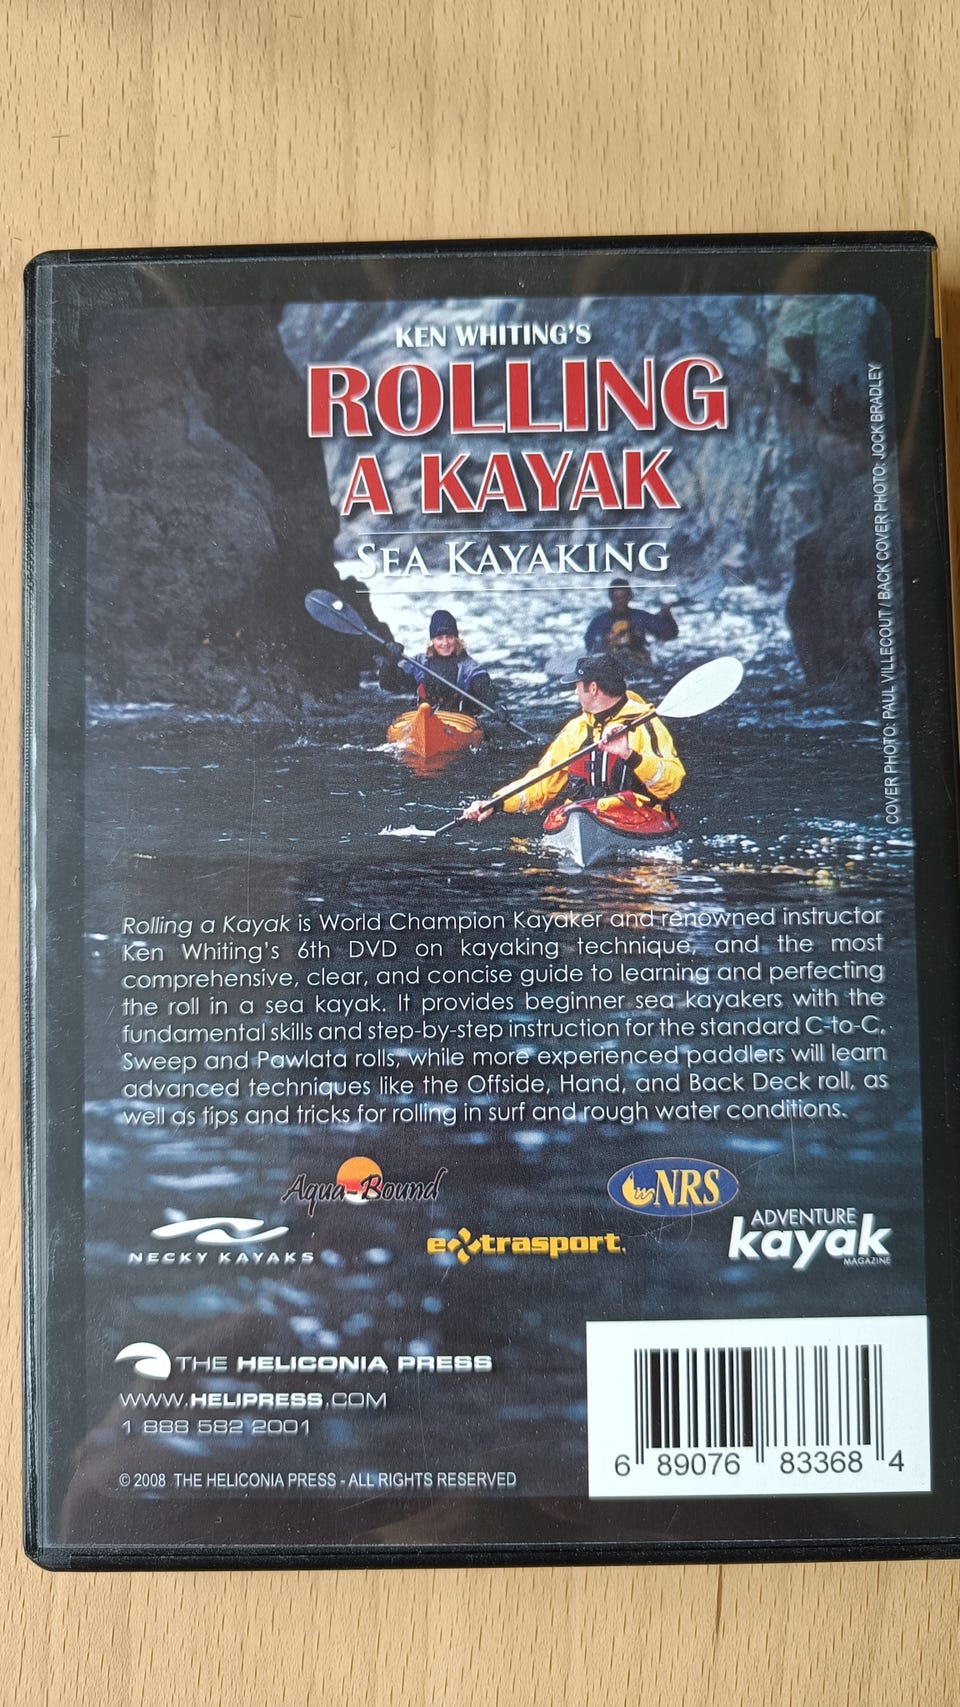 KEN WHITING'S
ROLLING
A KAYAK
SEA KAYAKING
COVER PHOTO: PAUL VILLECOUT / BACK COVER PHOTO: JOCK BRADLEY
Rolling a Kayak is World Champion Kayaker and renowned instructor
Ken Whiting's 6th DVD on kayaking technique, and the most
comprehensive, clear, and concise guide to learning and perfecting
the roll in a sea kayak. It provides beginner sea kayakers with the
fundamental skills and step-by-step instruction for the standard C-to-C,
Sweep and Pawlata rolls, while more experienced paddlers will learn
advanced techniques like the Offside, Hand, and Back Deck roll, as
well as tips and tricks for rolling in surf and rough water conditions.
Aqua-Bound
NRS
NECKY KAYAKS
extrasport.
ADVENTURE
kayak
MAGAZINE
THE HELICONIA PRESS
WWW.HELIPRESS.COM
1 888 582 2001
© 2008 THE HELICONIA PRESS - ALL RIGHTS RESERVED
6 89076 83368 4